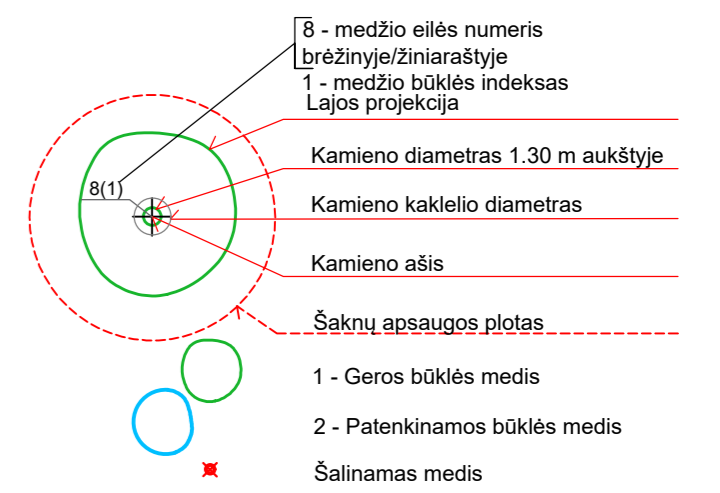 8 - medžio eilės numeris
brėžinyje/žiniaraštyje
1 - medžio būklės indeksas
Lajos projekcija
Kamieno diametras 1.30 m aukštyje
8(1)
Kamieno kaklelio diametras
Kamieno ašis
Šaknų apsaugos plotas
1 - Geros būklės medis
2 - Patenkinamos būklės medis
Šalinamas medis